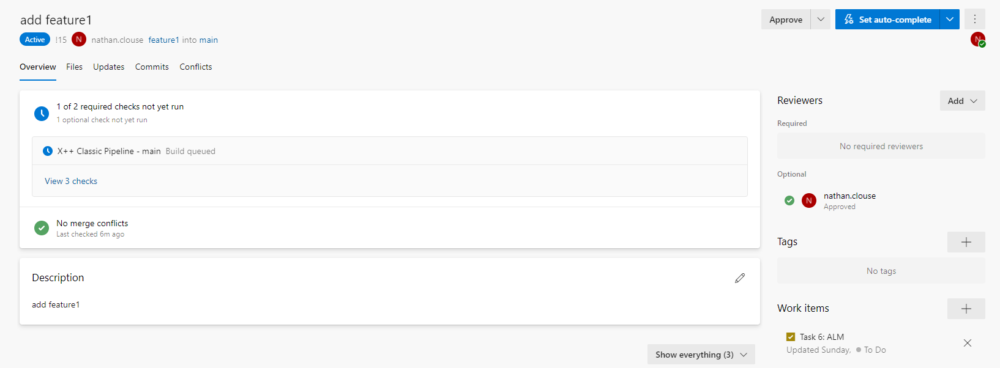 add feature1
Approve
Set auto-complete
Active !15 N nathan.clouse feature1 into main
N
Overview Files Updates Commits Conflicts
1 of 2 required checks not yet run
1 optional check not yet run
X++ Classic Pipeline - main Build queued
View 3 checks
No merge conflicts
Last checked 6m ago
Description
add feature1
Show everything (3)
Reviewers
Add
Required
No required reviewers
Optional
N nathan.clouse
Approved
Tags
No tags
Work items
Task 6: ALM
Updated Sunday, To Do